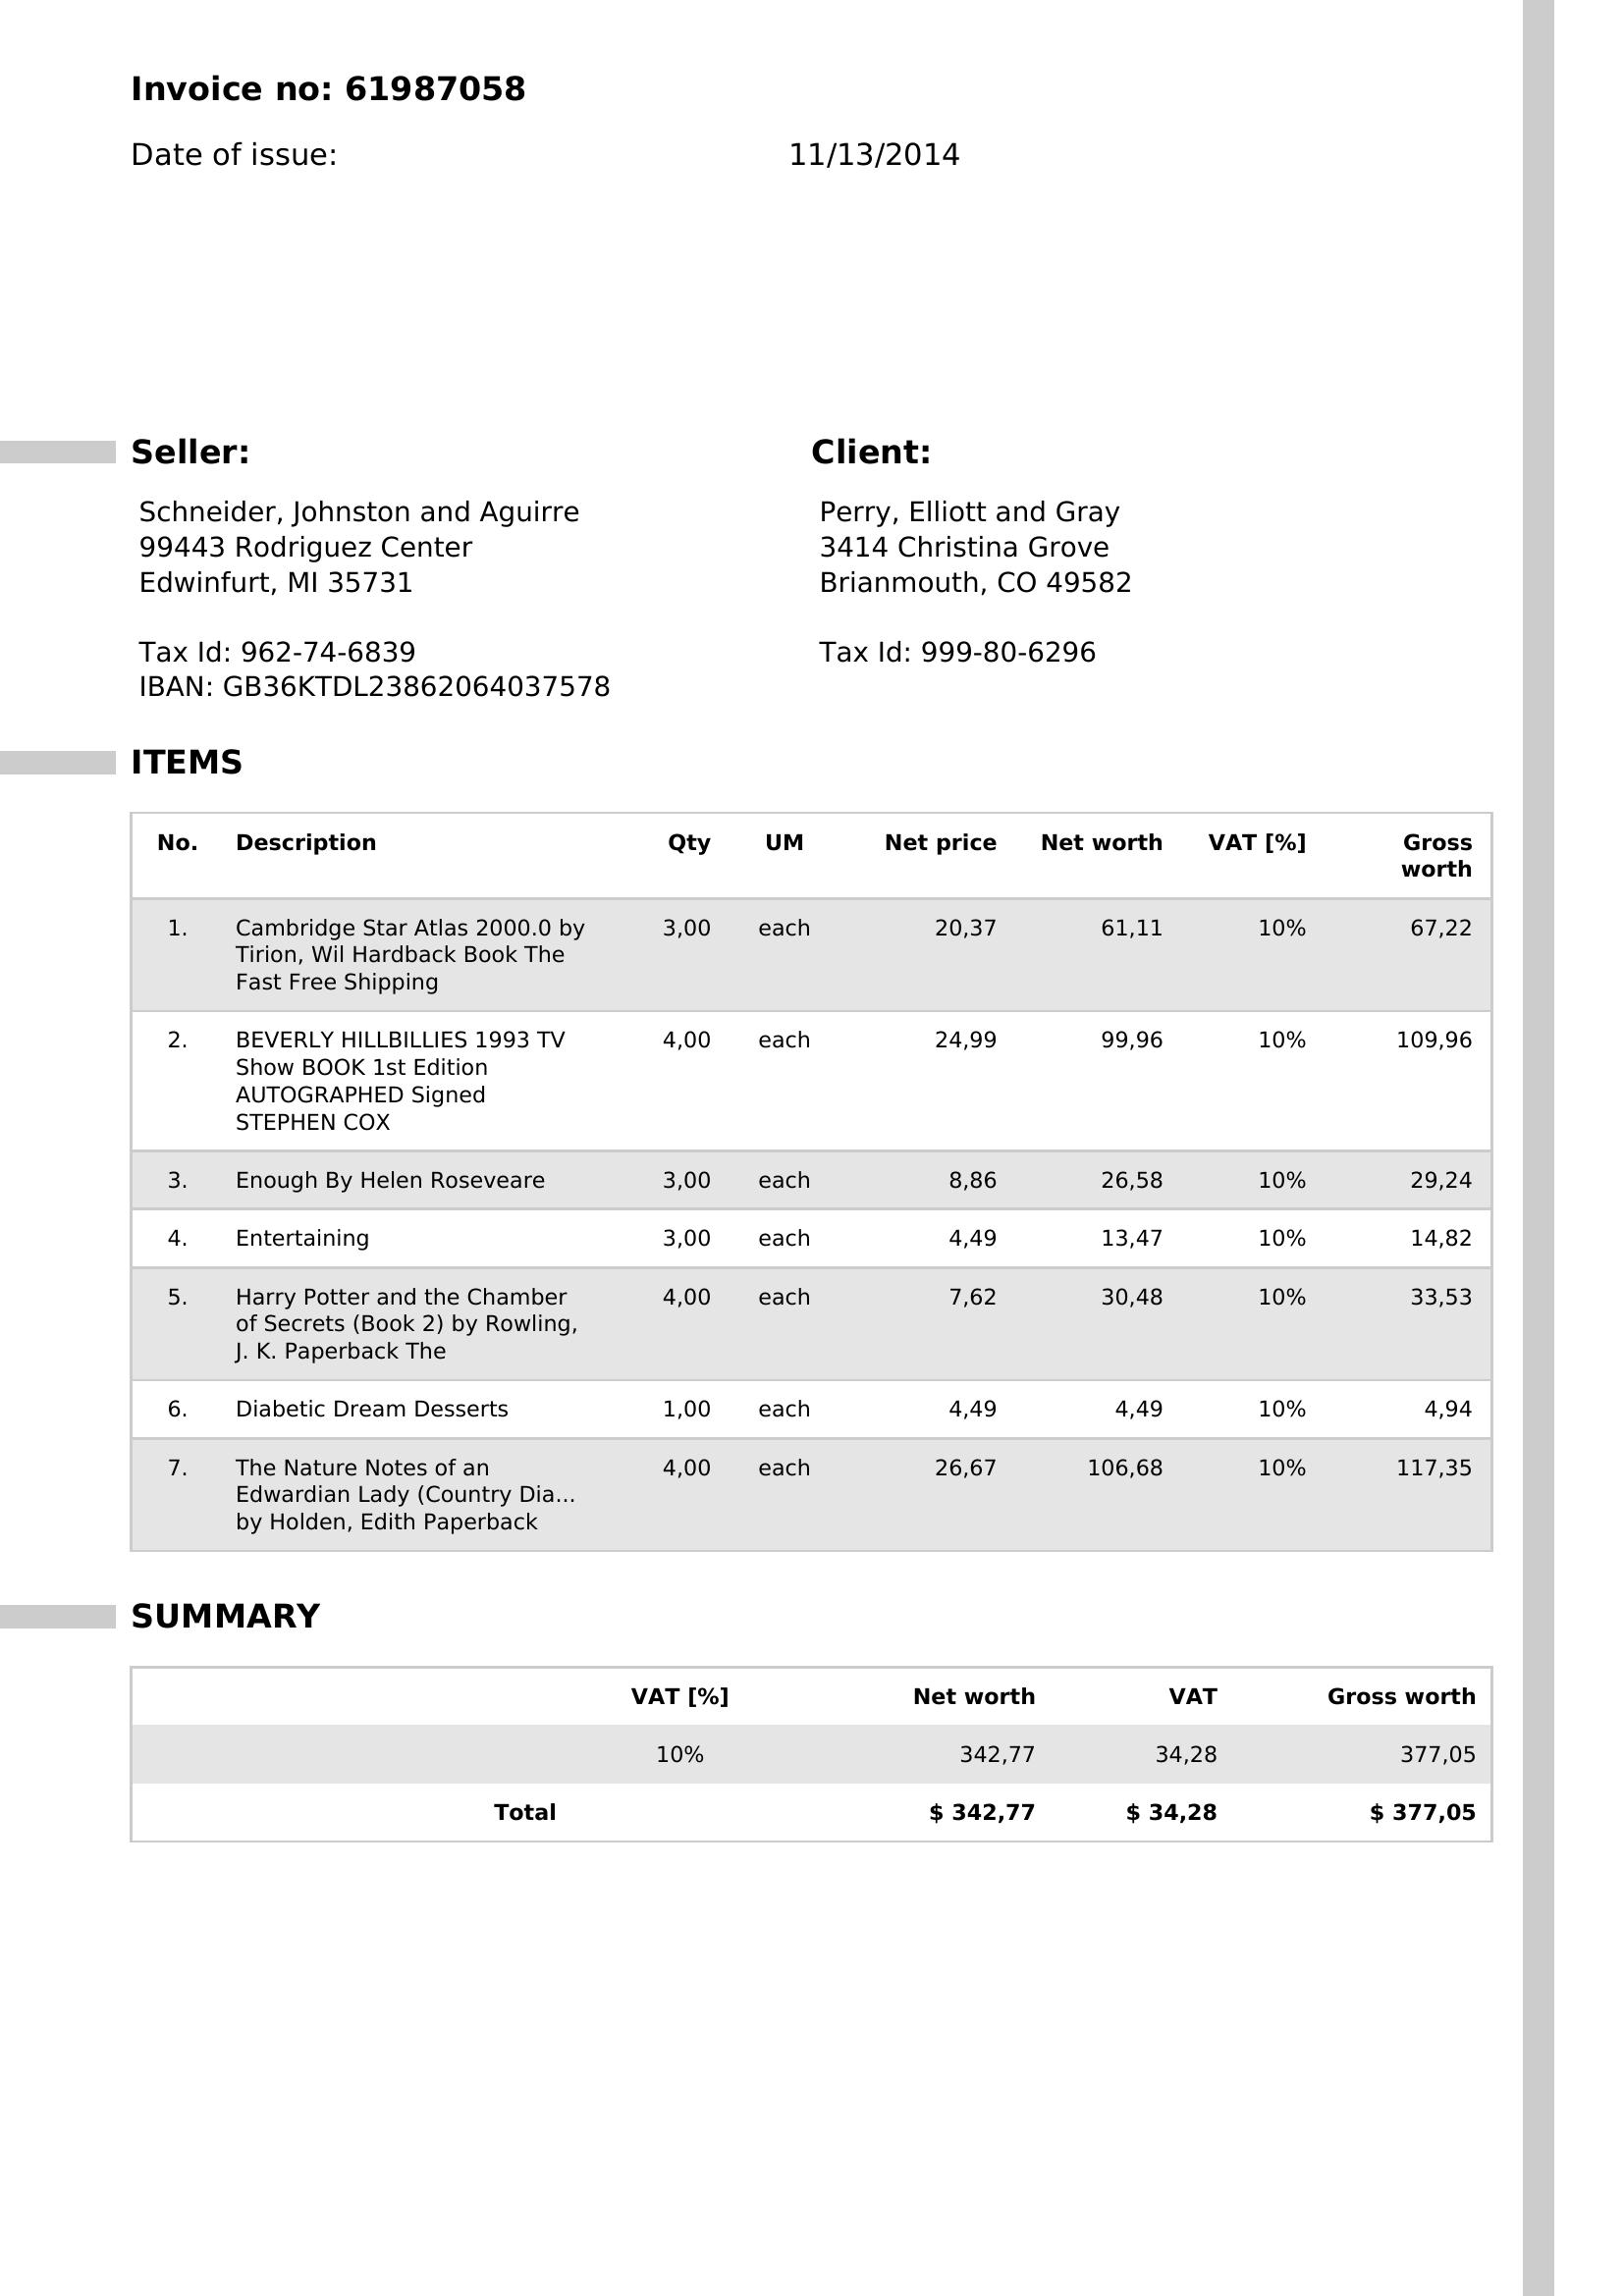 Invoice no: 61987058
Date of issue: 11/13/2014
Seller:
Schneider, Johnston and Aguirre
99443 Rodriguez Center
Edwinfurt, MI 35731
Tax Id: 962-74-6839
IBAN: GB36KTDL23862064037578
Client:
Perry, Elliott and Gray
3414 Christina Grove
Brianmouth, CO 49582
Tax Id: 999-80-6296
ITEMS
No. Description Qty UM Net price Net worth VAT [%] Gross
worth
1. Cambridge Star Atlas 2000.0 by 3,00 each 20,37 61,11 10% 67,22
Tirion, Wil Hardback Book The
Fast Free Shipping
2. BEVERLY HILLBILLIES 1993 TV 4,00 each 24,99 99,96 10% 109,96
Show BOOK 1st Edition
AUTOGRAPHED Signed
STEPHEN COX
3. Enough By Helen Roseveare 3,00 each 8,86 26,58 10% 29,24
4. Entertaining 3,00 each 4,49 13,47 10% 14,82
5. Harry Potter and the Chamber 4,00 each 7,62 30,48 10% 33,53
of Secrets (Book 2) by Rowling,
J. K. Paperback The
6. Diabetic Dream Desserts 1,00 each 4,49 4,49 10% 4,94
7. The Nature Notes of an 4,00 each 26,67 106,68 10% 117,35
Edwardian Lady (Country Dia...
by Holden, Edith Paperback
SUMMARY
VAT [%] Net worth VAT Gross worth
10% 342,77 34,28 377,05
Total $ 342,77 $ 34,28 $ 377,05